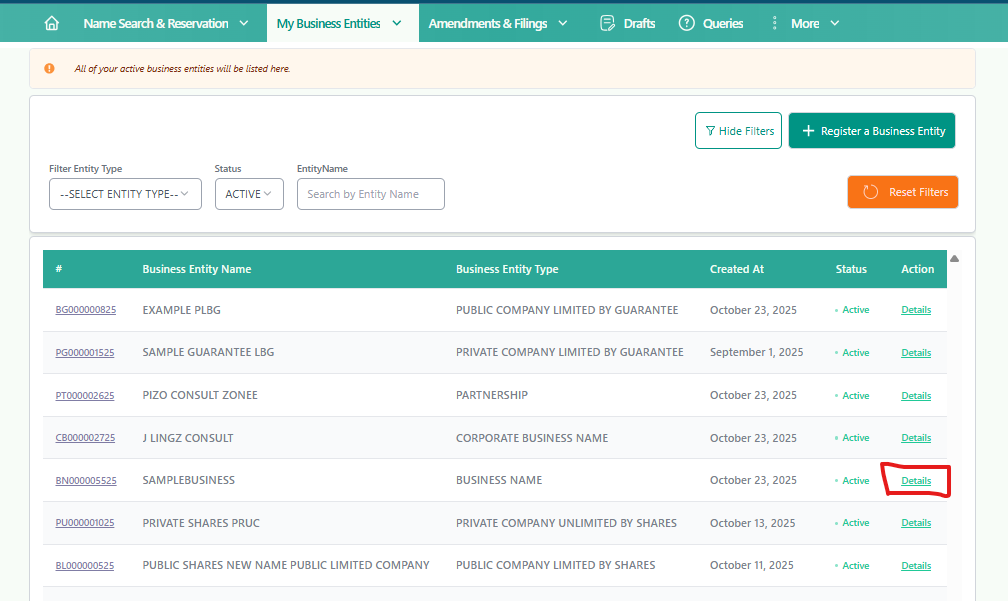 Name Search & Reservation My Business Entities Amendments & Filings Drafts Queries More
All of your active business entities will be listed here.
Hide Filters + Register a Business Entity
Filter Entity Type Status EntityName
--SELECT ENTITY TYPE-- ACTIVE Search by Entity Name Reset Filters
# Business Entity Name Business Entity Type Created At Status Action
BG000000825 EXAMPLE PLBG PUBLIC COMPANY LIMITED BY GUARANTEE October 23, 2025 Active Details
PG000001525 SAMPLE GUARANTEE LBG PRIVATE COMPANY LIMITED BY GUARANTEE September 1, 2025 Active Details
PT000002625 PIZO CONSULT ZONEE PARTNERSHIP October 23, 2025 Active Details
CB000002725 J LINGZ CONSULT CORPORATE BUSINESS NAME October 23, 2025 Active Details
BN000005525 SAMPLEBUSINESS BUSINESS NAME October 23, 2025 Active Details
PU000001025 PRIVATE SHARES PRUC PRIVATE COMPANY UNLIMITED BY SHARES October 13, 2025 Active Details
BL000000525 PUBLIC SHARES NEW NAME PUBLIC LIMITED COMPANY PUBLIC COMPANY LIMITED BY SHARES October 11, 2025 Active Details